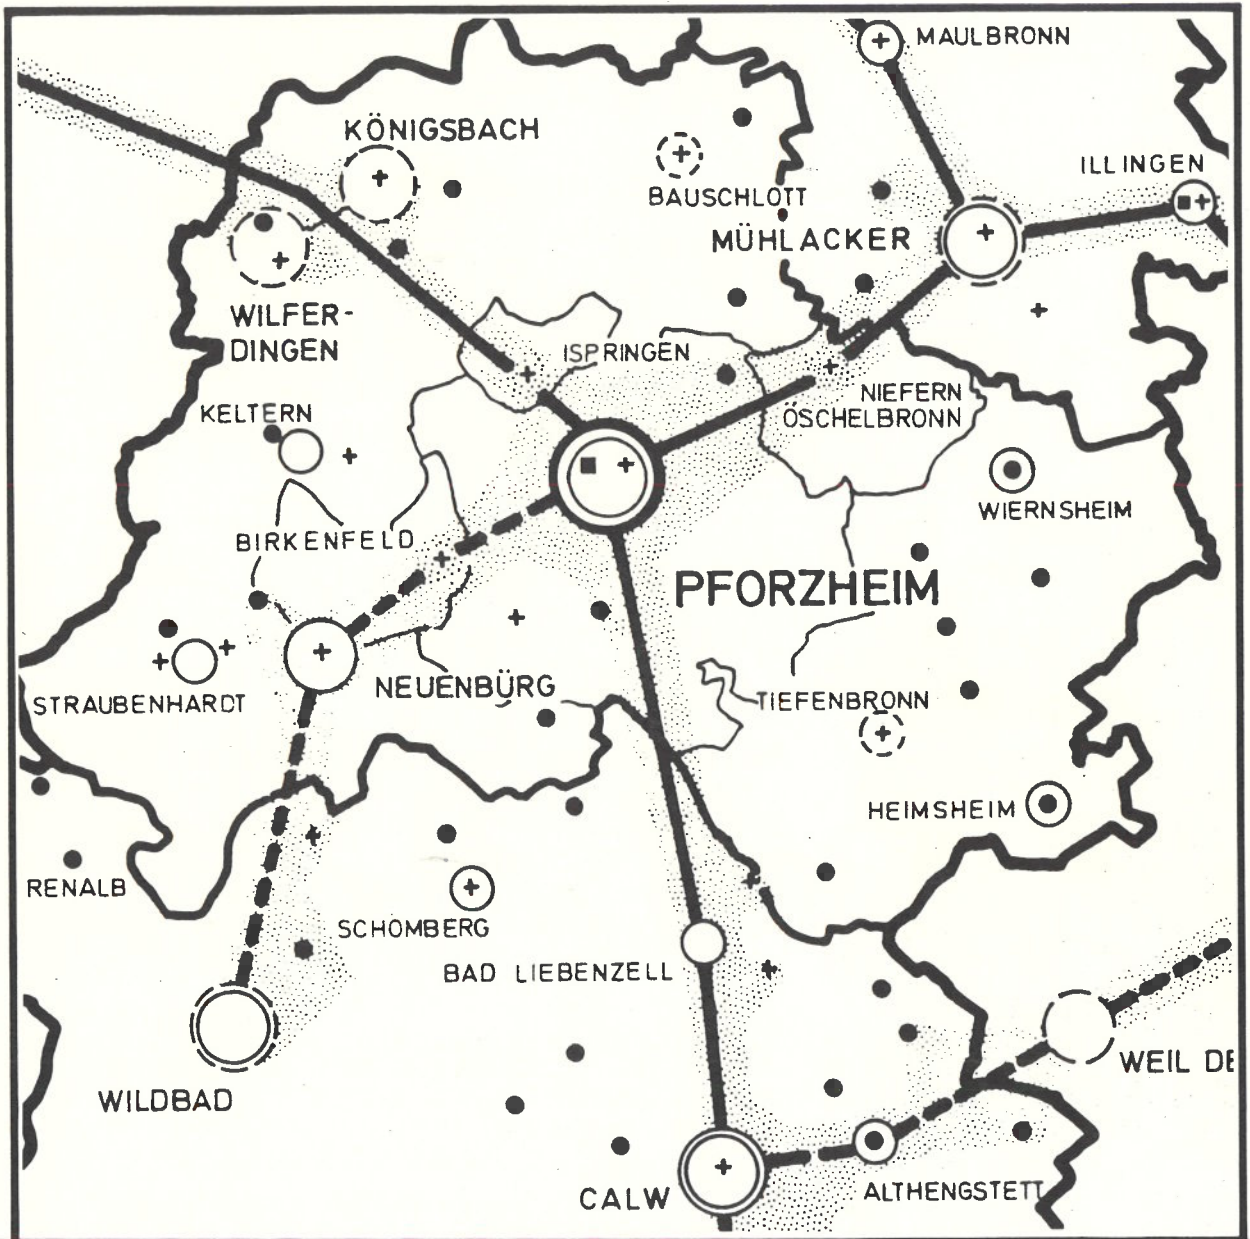 MAULBRONN
KÖNIGSBACH
BAUSCHLOTT
ILLINGEN
MÜHLACKER
WILFER-
DINGEN
ISPRINGEN
NIEFERN
ÖSCHELBRONN
KELTERN
WIERNSHEIM
BIRKENFELD
PFORZHEIM
STRAUBENHARDT
NEUENBÜRG
TIEFENBRONN
HEIMSHEIM
RENALB
SCHÖMBERG
BAD LIEBENZELL
WILDBAD
WEIL DE
CALW
ALTHENGSTETT